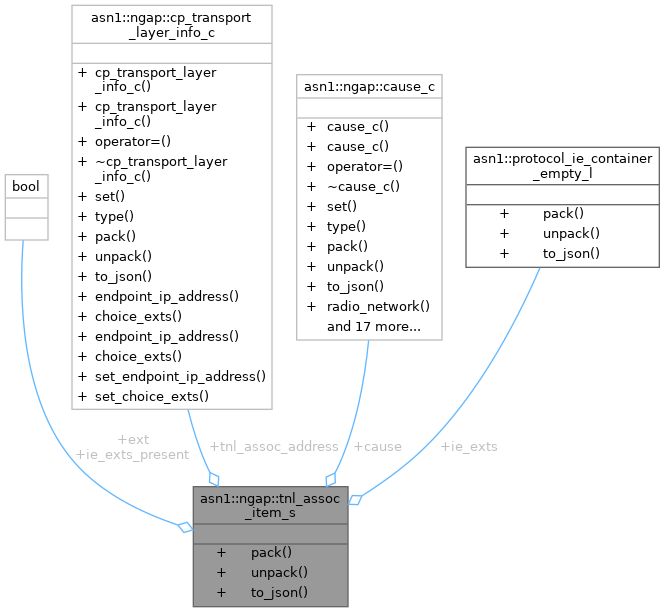 asn1::ngap::cp_transport
_layer_info_c
+ cp_transport_layer
_info_c()
+ cp_transport_layer
_info_c()
+ operator=()
+ ~cp_transport_layer
_info_c()
+ set()
+ type()
+ pack()
+ unpack()
+ to_json()
+ endpoint_ip_address()
+ choice_exts()
+ endpoint_ip_address()
+ choice_exts()
+ set_endpoint_ip_address()
+ set_choice_exts()
asn1::ngap::cause_c
+ cause_c()
+ cause_c()
+ operator=()
+ ~cause_c()
+ set()
+ type()
+ pack()
+ unpack()
+ to_json()
+ radio_network()
and 17 more...
asn1::protocol_ie_container
_empty_l
+ pack()
+ unpack()
+ to_json()
bool
+ext
+ie_exts_present
+tnl_assoc_address
+cause
+ie_exts
asn1::ngap::tnl_assoc
_item_s
+ pack()
+ unpack()
+ to_json()